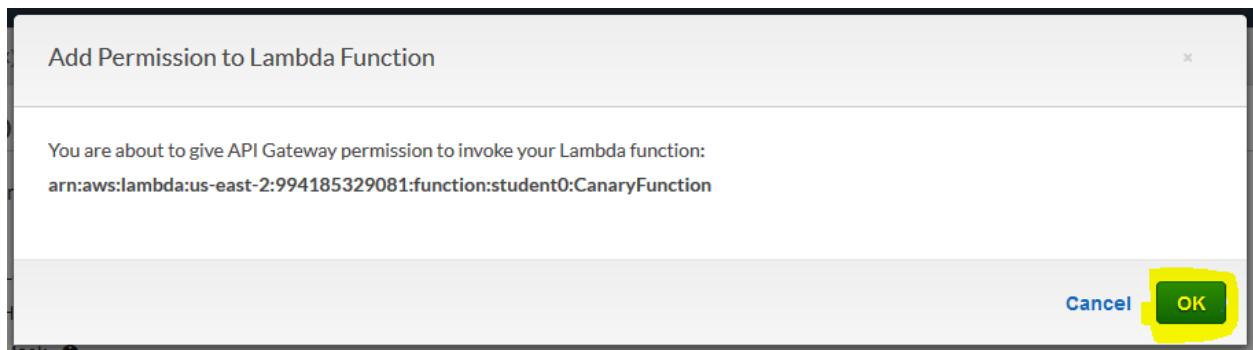 Add Permission to Lambda Function
×
You are about to give API Gateway permission to invoke your Lambda function:
arn:aws:lambda:us-east-2:994185329081:function:student0:CanaryFunction
Cancel OK